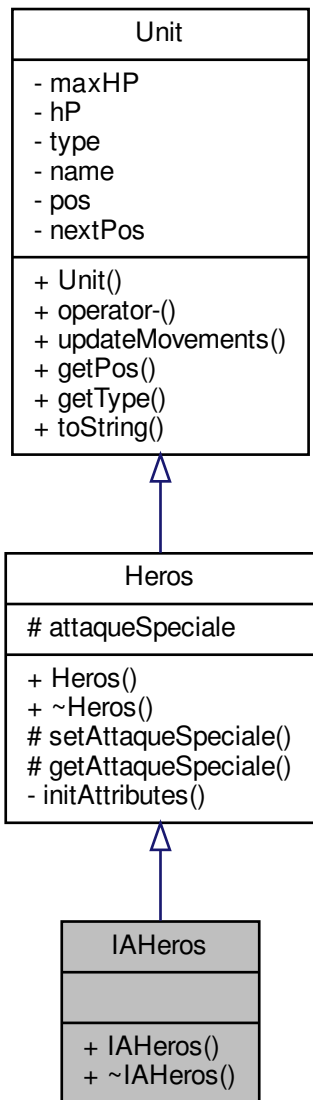 Unit
- maxHP
- hP
- type
- name
- pos
- nextPos
+ Unit()
+ operator-()
+ updateMovements()
+ getPos()
+ getType()
+ toString()
Heros
# attaqueSpeciale
+ Heros()
+ ~Heros()
# setAttaqueSpeciale()
# getAttaqueSpeciale()
- initAttributes()
IAHeros
+ IAHeros()
+ ~IAHeros()